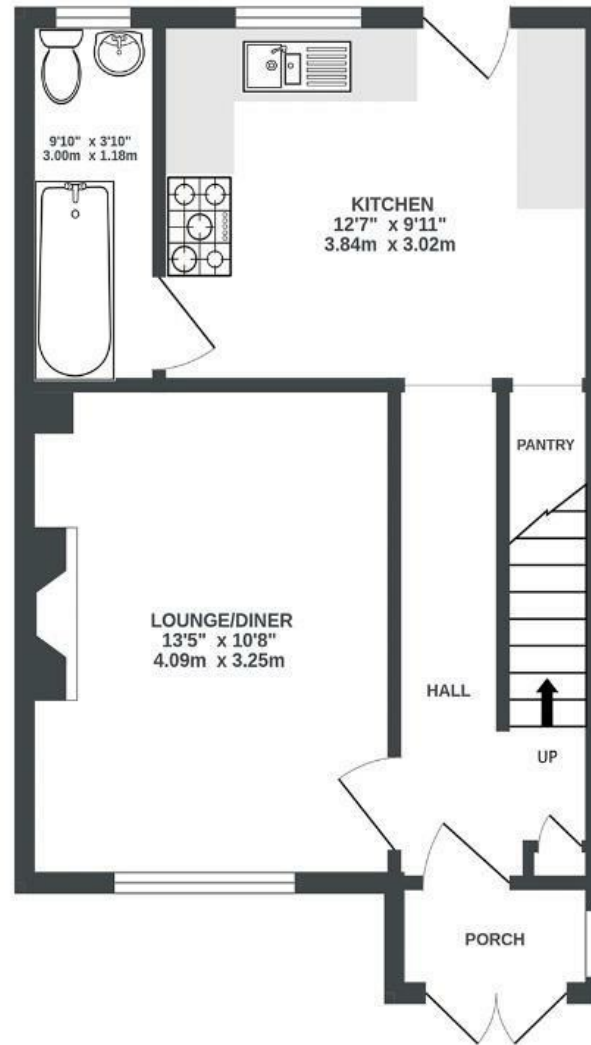 9'10" x 3'10"
3.00m x 1.18m
KITCHEN
12'7" x 9'11"
3.84m x 3.02m
PANTRY
LOUNGE/DINER
13'5" x 10'8"
4.09m x 3.25m
HALL
UP
PORCH